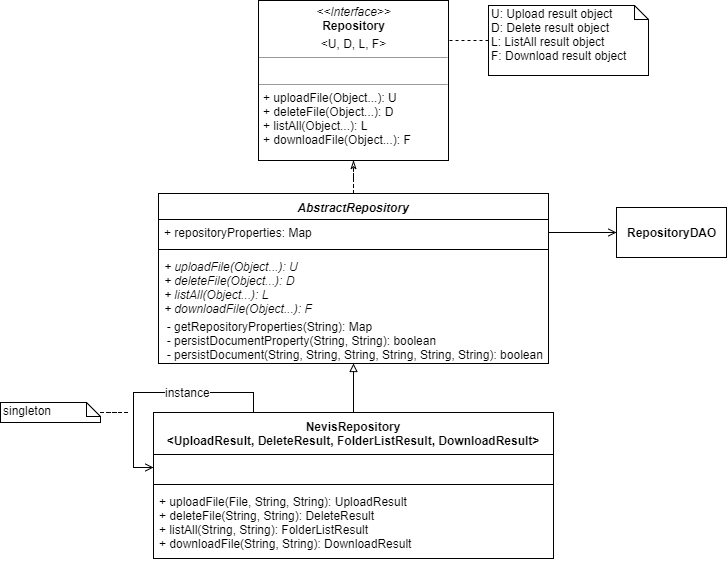 <<Interface>>
Repository
<U, D, L, F>
+ uploadFile(Object...): U
+ deleteFile(Object...): D
+ listAll(Object...): L
+ downloadFile(Object...): F
U: Upload result object
D: Delete result object
L: ListAll result object
F: Download result object
AbstractRepository
+ repositoryProperties: Map
+ uploadFile(Object...): U
+ deleteFile(Object...): D
+ listAll(Object...): L
+ downloadFile(Object...): F
- getRepositoryProperties(String): Map
- persistDocumentProperty(String, String): boolean
- persistDocument(String, String, String, String, String, String): boolean
RepositoryDAO
singleton
instance
NevisRepository
<UploadResult, DeleteResult, FolderListResult, DownloadResult>
+ uploadFile(File, String, String): UploadResult
+ deleteFile(String, String): DeleteResult
+ listAll(String, String): FolderListResult
+ downloadFile(String, String): DownloadResult